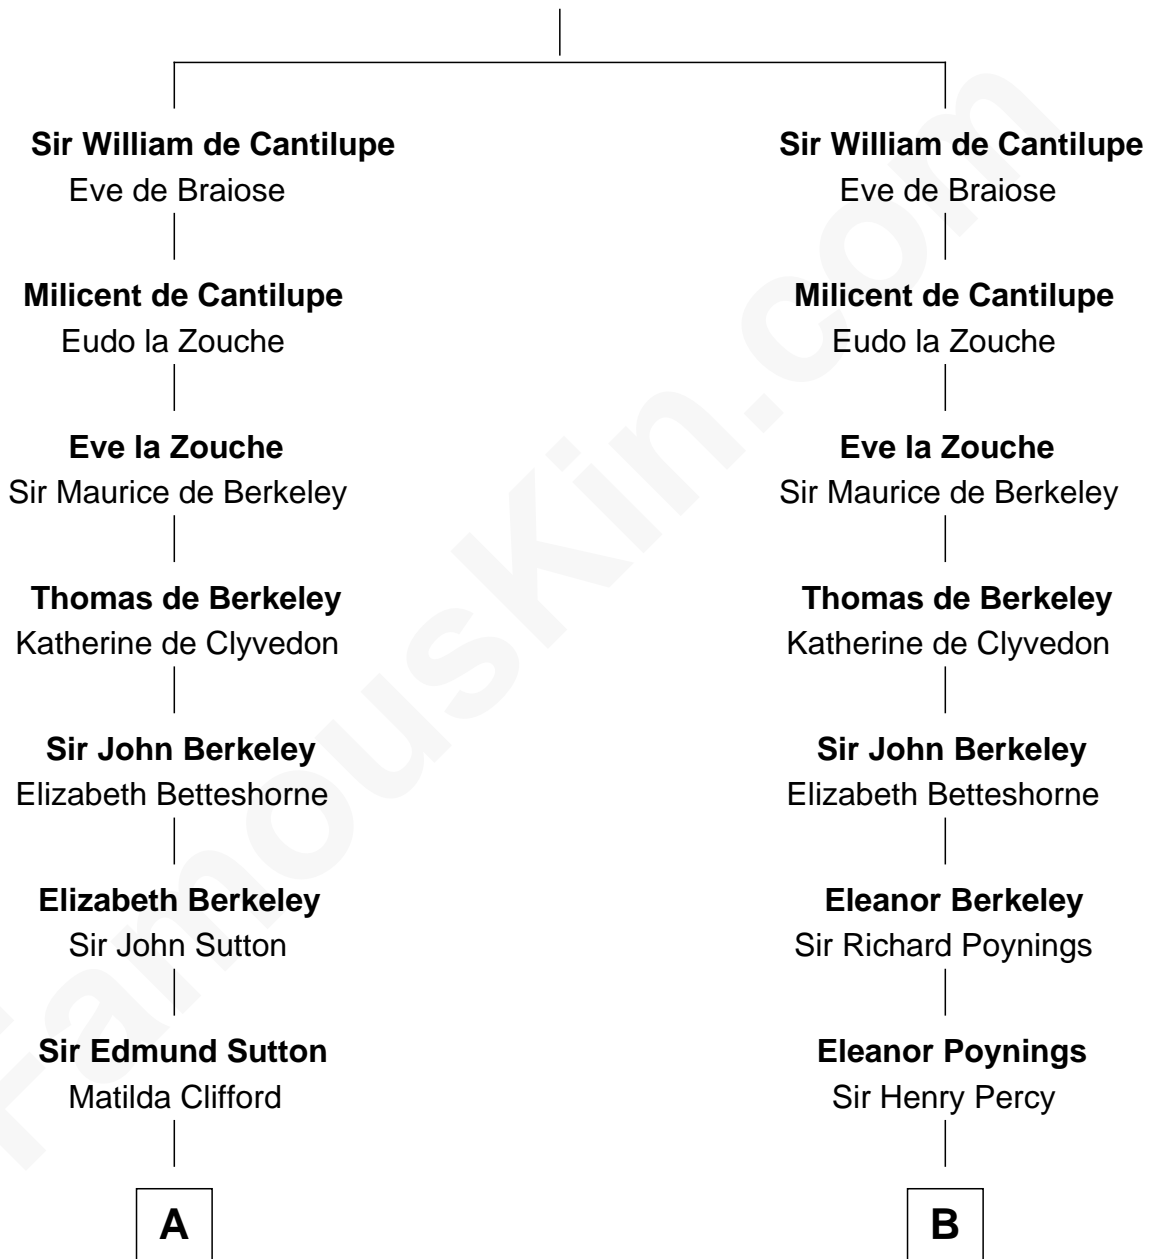 Sir William de Cantilupe
Eve de Braiose
Milicent de Cantilupe
Eudo la Zouche
Eve la Zouche
Sir Maurice de Berkeley
Thomas de Berkeley
Katherine de Clyvedon
Sir John Berkeley
Elizabeth Betteshorne
Elizabeth Berkeley
Sir John Sutton
Sir Edmund Sutton
Matilda Clifford
A
Sir William de Cantilupe
Eve de Braiose
Milicent de Cantilupe
Eudo la Zouche
Eve la Zouche
Sir Maurice de Berkeley
Thomas de Berkeley
Katherine de Clyvedon
Sir John Berkeley
Elizabeth Betteshorne
Eleanor Berkeley
Sir Richard Poynings
Eleanor Poynings
Sir Henry Percy
B
FamousKin.com